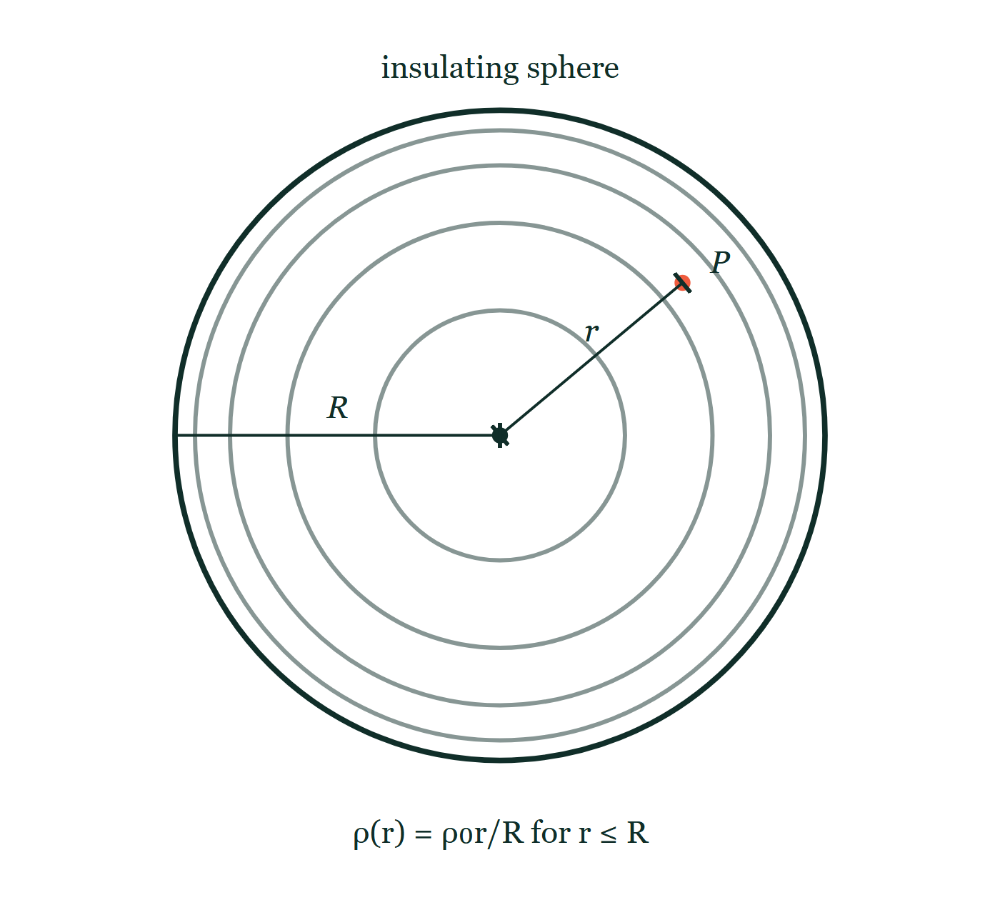 insulating sphere
P
r
R
ρ(r) = ρ₀r/R for r ≤ R